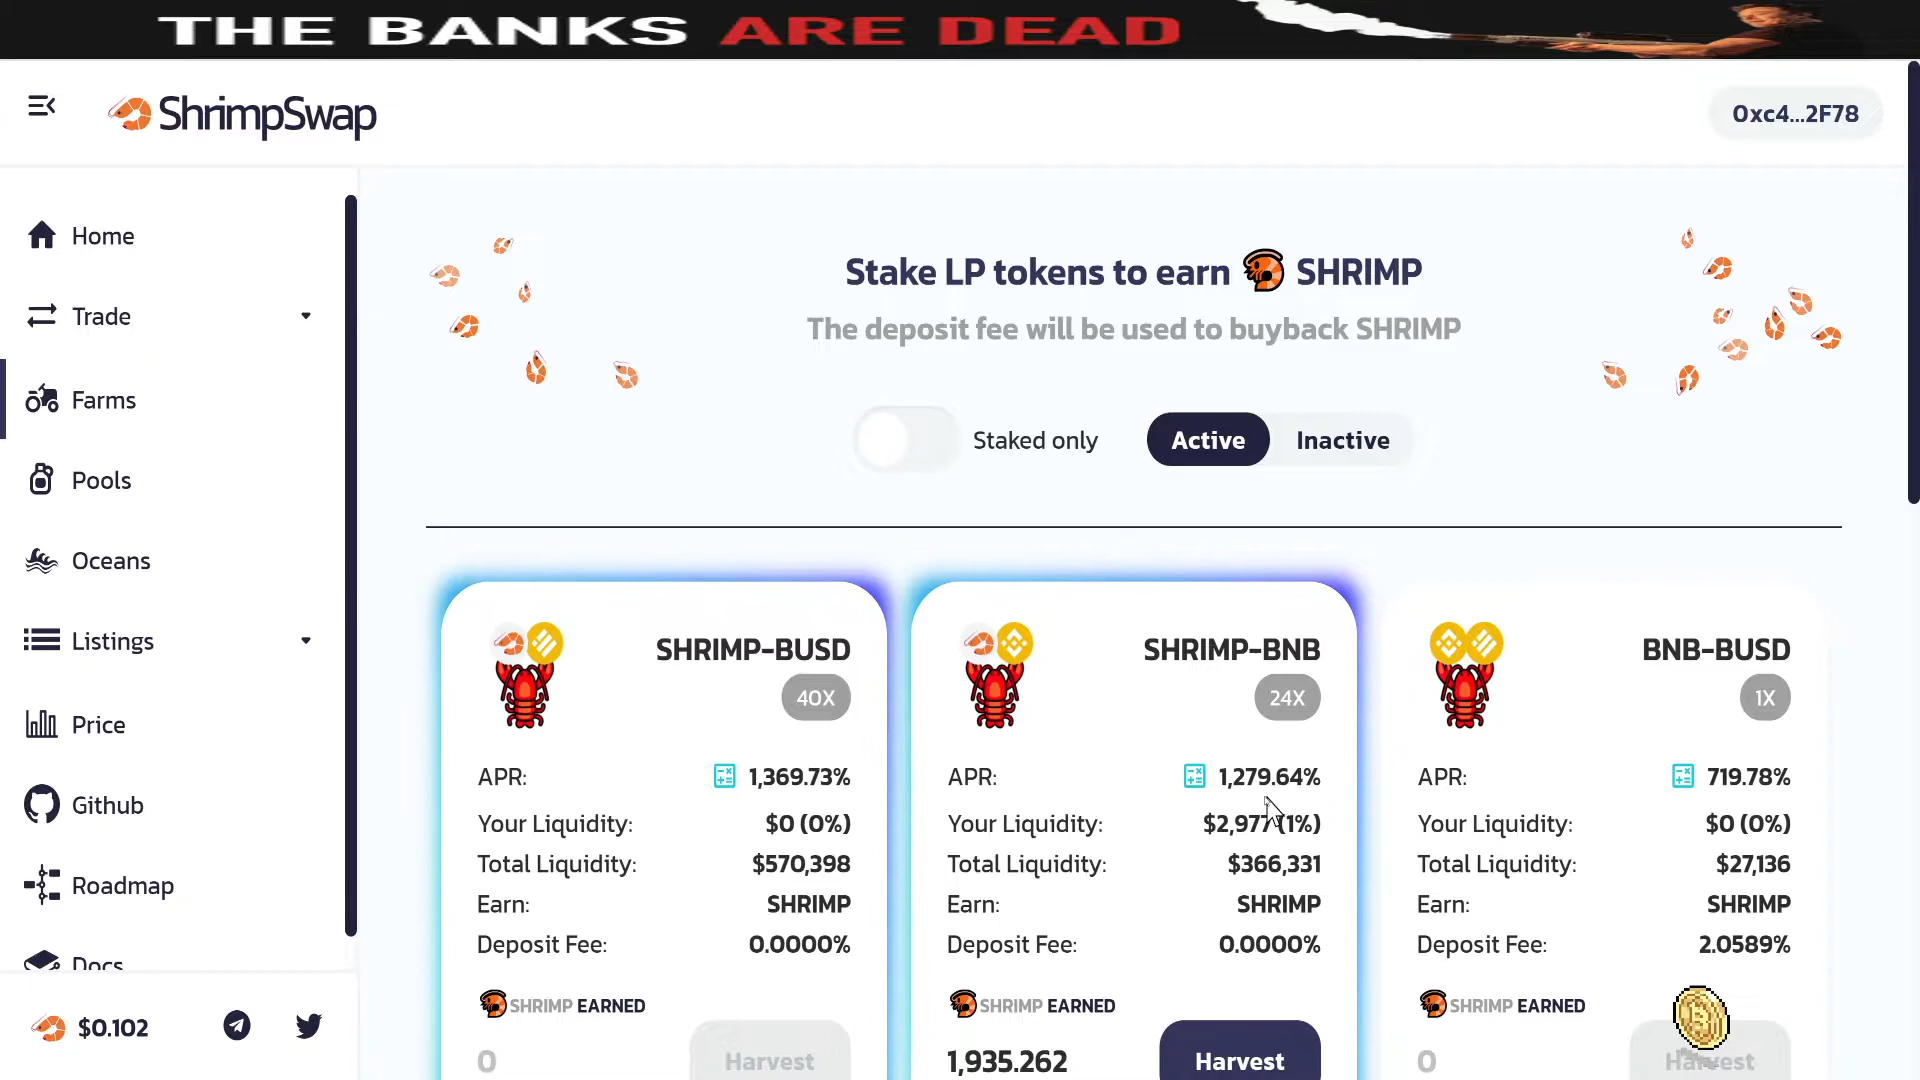 THE BANKS ARE DEAD
ShrimpSwap
0xc4...2F78
Home
Trade
Farms
Pools
Oceans
Listings
Price
Github
Roadmap
Docs
$0.102
Stake LP tokens to earn SHRIMP
The deposit fee will be used to buyback SHRIMP
Staked only
Active
Inactive
SHRIMP-BUSD
40X
APR: 1,369.73%
Your Liquidity: $0 (0%)
Total Liquidity: $570,398
Earn: SHRIMP
Deposit Fee: 0.0000%
SHRIMP EARNED
0
Harvest
SHRIMP-BNB
24X
APR: 1,279.64%
Your Liquidity: $2,977 (1%)
Total Liquidity: $366,331
Earn: SHRIMP
Deposit Fee: 0.0000%
SHRIMP EARNED
1,935.262
Harvest
BNB-BUSD
1X
APR: 719.78%
Your Liquidity: $0 (0%)
Total Liquidity: $27,136
Earn: SHRIMP
Deposit Fee: 2.0589%
SHRIMP EARNED
0
Harvest